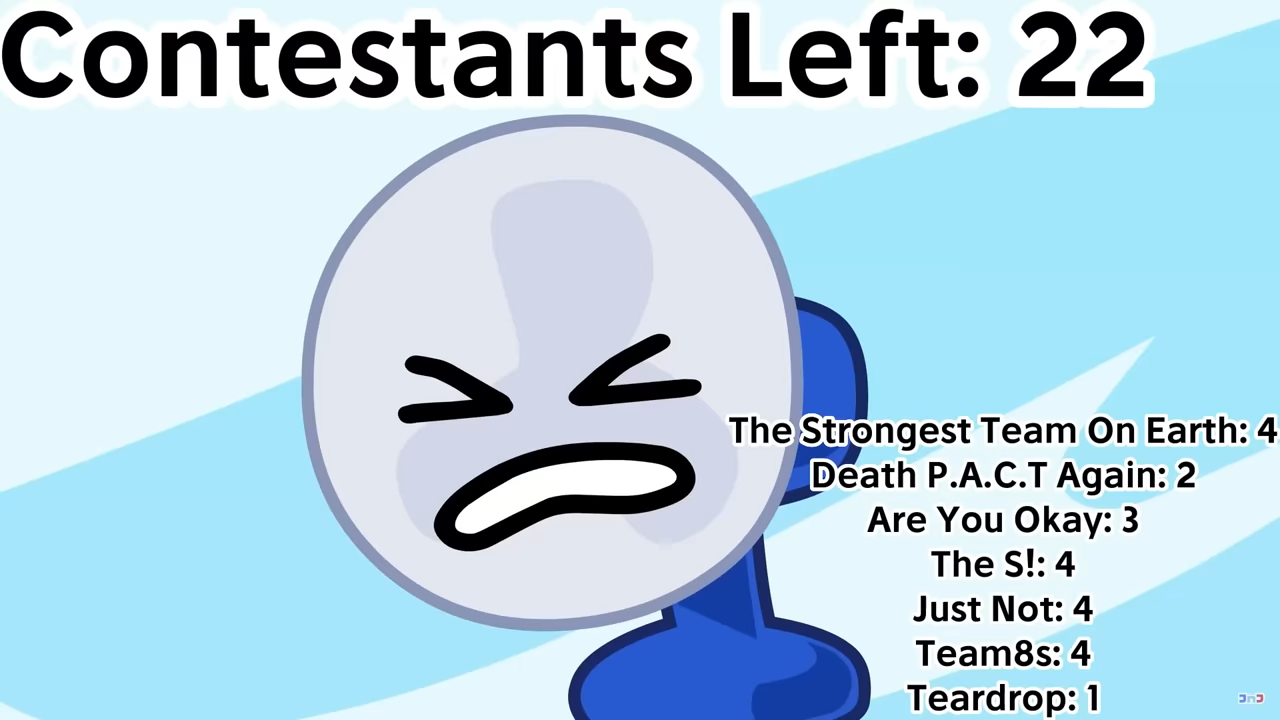 Contestants Left: 22
The Strongest Team On Earth: 4
Death P.A.C.T Again: 2
Are You Okay: 3
The S!: 4
Just Not: 4
Team8s: 4
Teardrop: 1